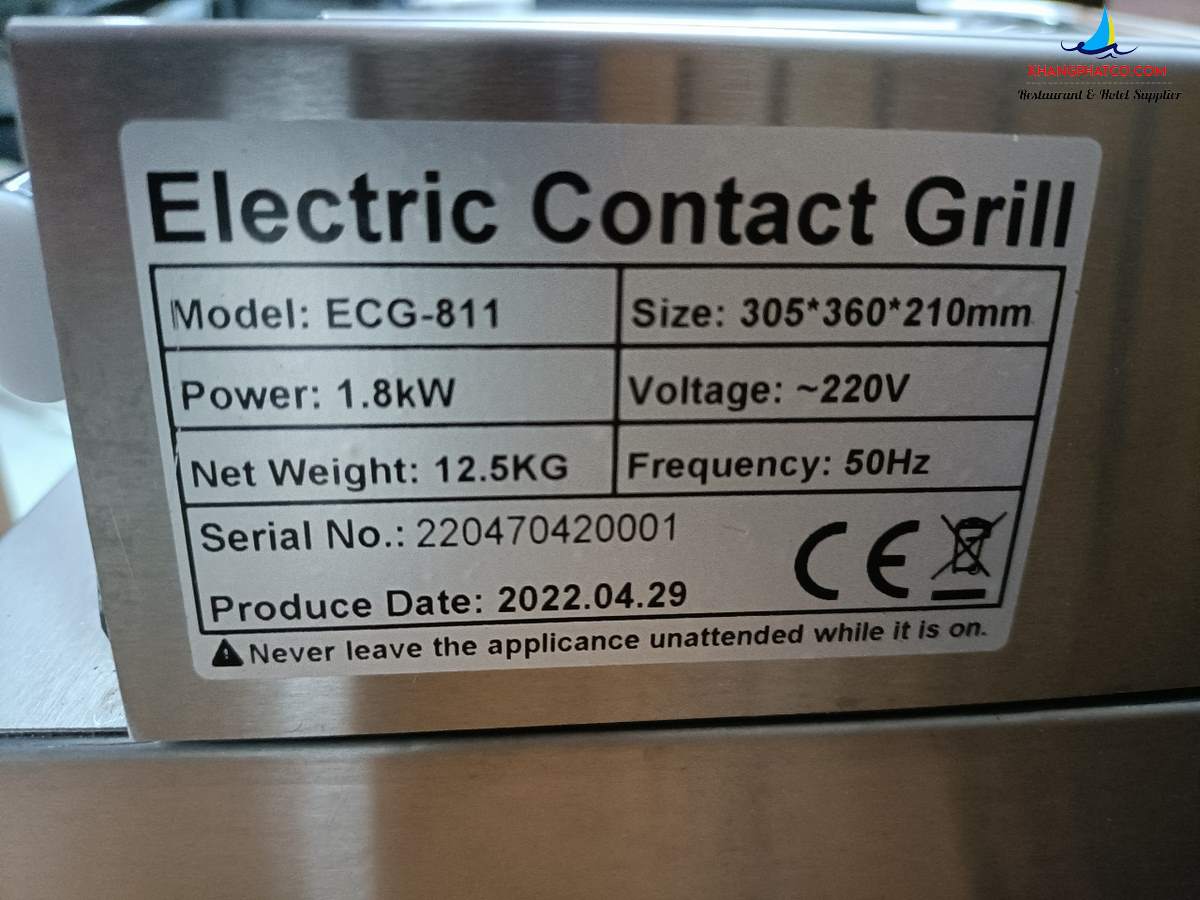 KHANGPHATCO.COM
Restaurant & Hotel Supplier
Electric Contact Grill
Model: ECG-811
Size: 305*360*210mm
Power: 1.8kW
Voltage: ~220V
Net Weight: 12.5KG
Frequency: 50Hz
Serial No.: 220470420001
Produce Date: 2022.04.29
CE
Never leave the applicance unattended while it is on.